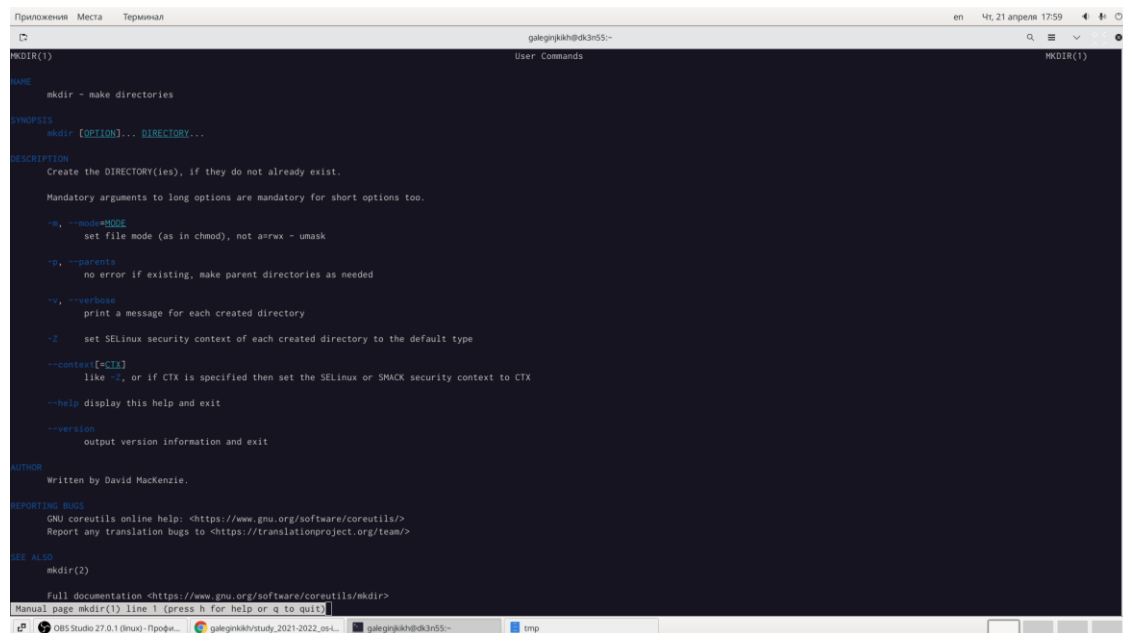 Приложения Места Терминал en Чт, 21 апреля 17:59
galeginjkikh@dk3n55:~
MKDIR(1) User Commands MKDIR(1)
NAME
mkdir - make directories
SYNOPSIS
mkdir [OPTION]... DIRECTORY...
DESCRIPTION
Create the DIRECTORY(ies), if they do not already exist.
Mandatory arguments to long options are mandatory for short options too.
-m, --mode=MODE
set file mode (as in chmod), not a=rwx - umask
-p, --parents
no error if existing, make parent directories as needed
-v, --verbose
print a message for each created directory
-Z set SELinux security context of each created directory to the default type
--context[=CTX]
like -Z, or if CTX is specified then set the SELinux or SMACK security context to CTX
--help display this help and exit
--version
output version information and exit
AUTHOR
Written by David MacKenzie.
REPORTING BUGS
GNU coreutils online help: <https://www.gnu.org/software/coreutils/>
Report any translation bugs to <https://translationproject.org/team/>
SEE ALSO
mkdir(2)
Full documentation <https://www.gnu.org/software/coreutils/mkdir>
Manual page mkdir(1) line 1 (press h for help or q to quit)
OBS Studio 27.0.1 (linux) - Профи... galeginkikh/study_2021-2022_os-i... galeginjkikh@dk3n55:~ tmp